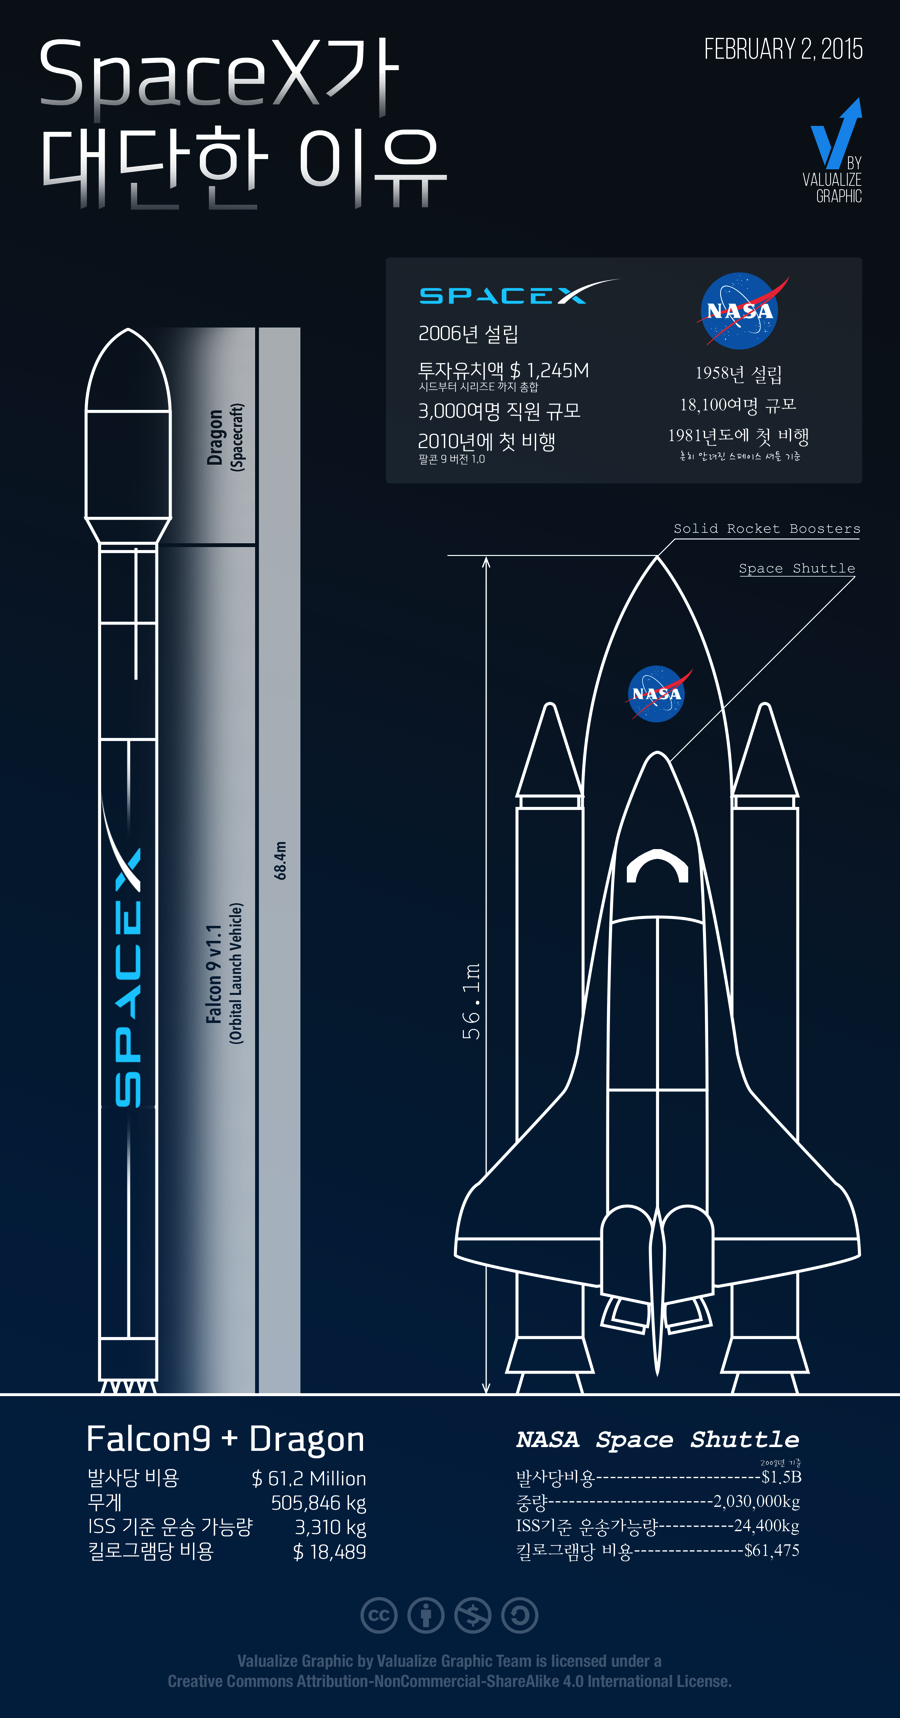 SpaceX가
대단한 이유
FEBRUARY 2, 2015
BY
VALUALIZE
GRAPHIC
SPACEX
2006년 설립
투자유치액 $ 1,245M
시드부터 시리즈E 까지 총합
3,000여명 직원 규모
2010년에 첫 비행
팔콘 9 버전 1.0
NASA
1958년 설립
18,100여명 규모
1981년도에 첫 비행
흔히 알려진 스페이스 셔틀 기준
Dragon
(Spacecraft)
68.4m
Falcon 9 v1.1
(Orbital Launch Vehicle)
SPACEX
Solid Rocket Boosters
Space Shuttle
NASA
56.1m
Falcon9 + Dragon
발사당 비용 $ 61.2 Million
무게 505,846 kg
ISS 기준 운송 가능량 3,310 kg
킬로그램당 비용 $ 18,489
NASA Space Shuttle
2008년 기준
발사당비용------------------------$1.5B
중량------------------------2,030,000kg
ISS기준 운송가능량-----------24,400kg
킬로그램당 비용----------------$61,475
cc
Valualize Graphic by Valualize Graphic Team is licensed under a
Creative Commons Attribution-NonCommercial-ShareAlike 4.0 International License.